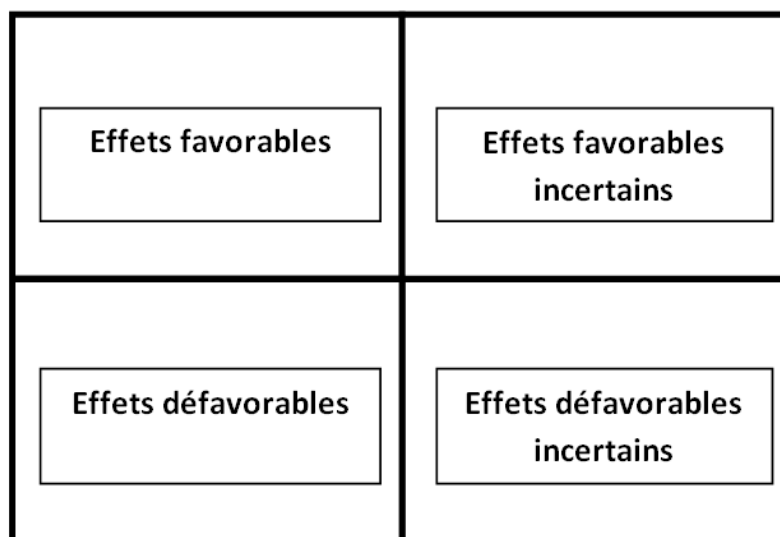 Effets favorables
Effets favorables
incertains
Effets défavorables
Effets défavorables
incertains